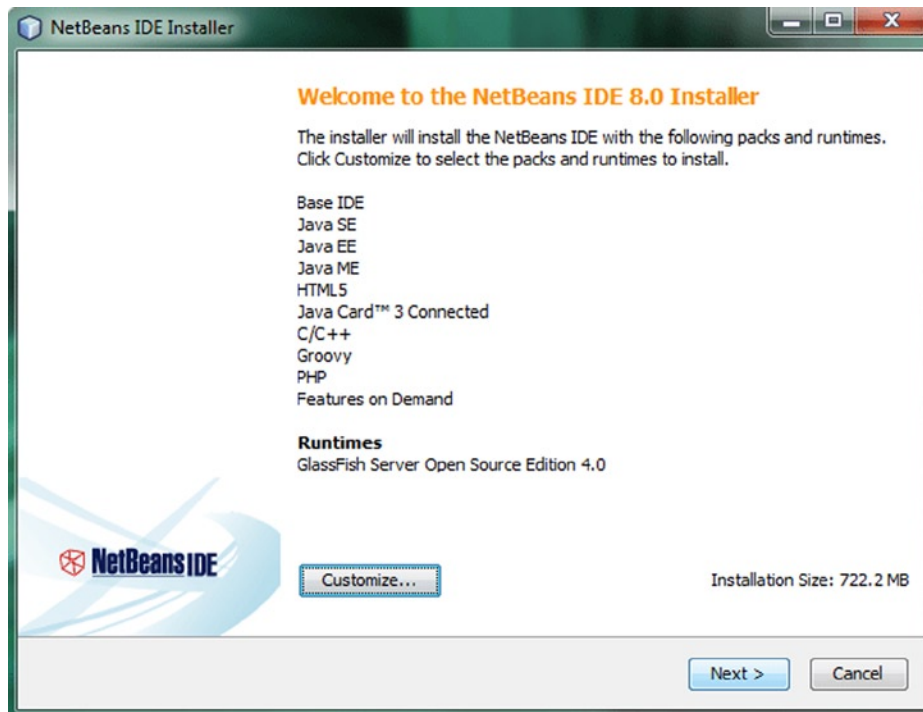 NetBeans IDE Installer
Welcome to the NetBeans IDE 8.0 Installer
The installer will install the NetBeans IDE with the following packs and runtimes.
Click Customize to select the packs and runtimes to install.
Base IDE
Java SE
Java EE
Java ME
HTML5
Java Card™ 3 Connected
C/C++
Groovy
PHP
Features on Demand
Runtimes
GlassFish Server Open Source Edition 4.0
NetBeans IDE
Customize...
Installation Size: 722.2 MB
Next >
Cancel